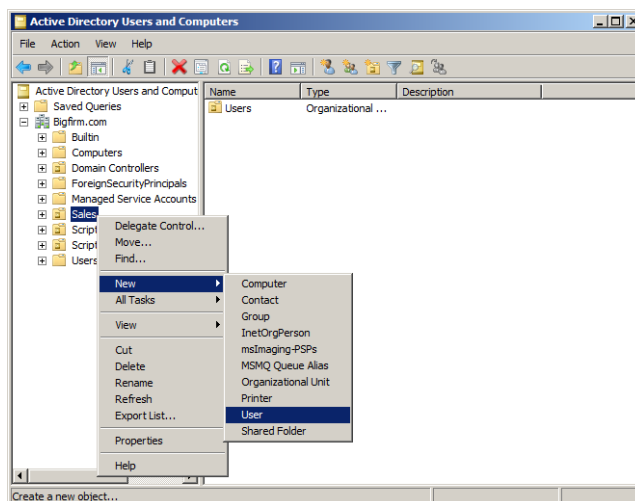 Active Directory Users and Computers
File Action View Help
Active Directory Users and Comput
Saved Queries
Bigfirm.com
Builtin
Computers
Domain Controllers
ForeignSecurityPrincipals
Managed Service Accounts
Sales
Script
Script
Users
Name Type Description
Users Organizational ...
Delegate Control...
Move...
Find...
New
All Tasks
View
Cut
Delete
Rename
Refresh
Export List...
Properties
Help
Computer
Contact
Group
InetOrgPerson
msImaging-PSPs
MSMQ Queue Alias
Organizational Unit
Printer
User
Shared Folder
Create a new object...